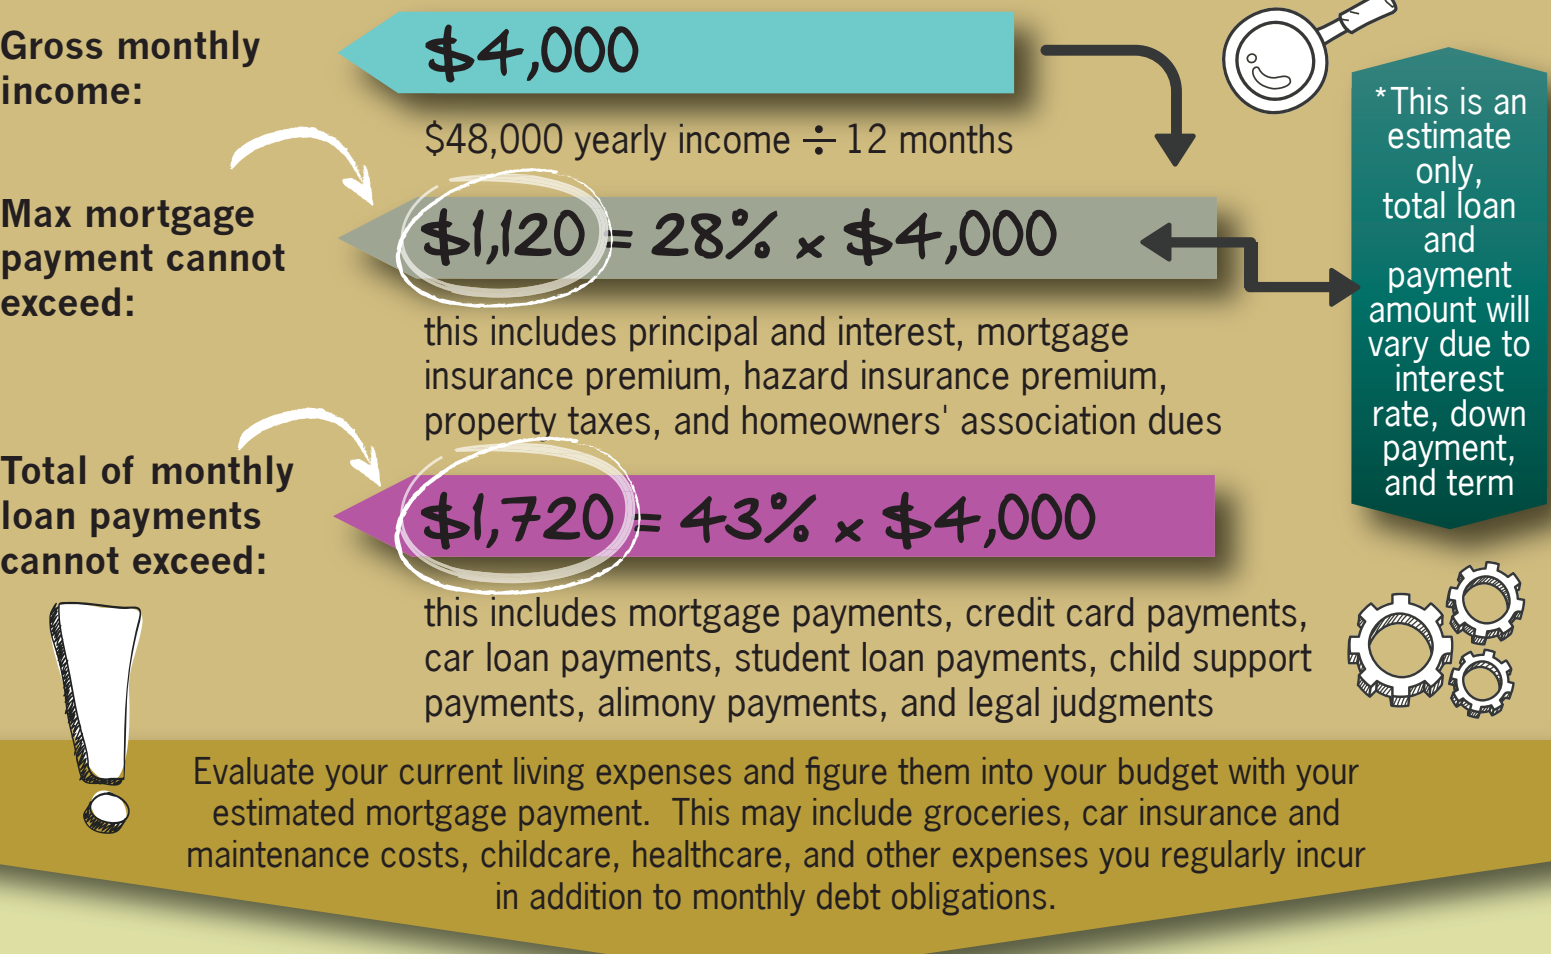 Gross monthly
income:
$4,000
$48,000 yearly income ÷ 12 months
Max mortgage
payment cannot
exceed:
$1,120 = 28% x $4,000
this includes principal and interest, mortgage
insurance premium, hazard insurance premium,
property taxes, and homeowners' association dues
Total of monthly
loan payments
cannot exceed:
$1,720 = 43% x $4,000
this includes mortgage payments, credit card payments,
car loan payments, student loan payments, child support
payments, alimony payments, and legal judgments
*This is an
estimate
only,
total loan
and
payment
amount will
vary due to
interest
rate, down
payment,
and term
Evaluate your current living expenses and figure them into your budget with your
estimated mortgage payment.  This may include groceries, car insurance and
maintenance costs, childcare, healthcare, and other expenses you regularly incur
in addition to monthly debt obligations.